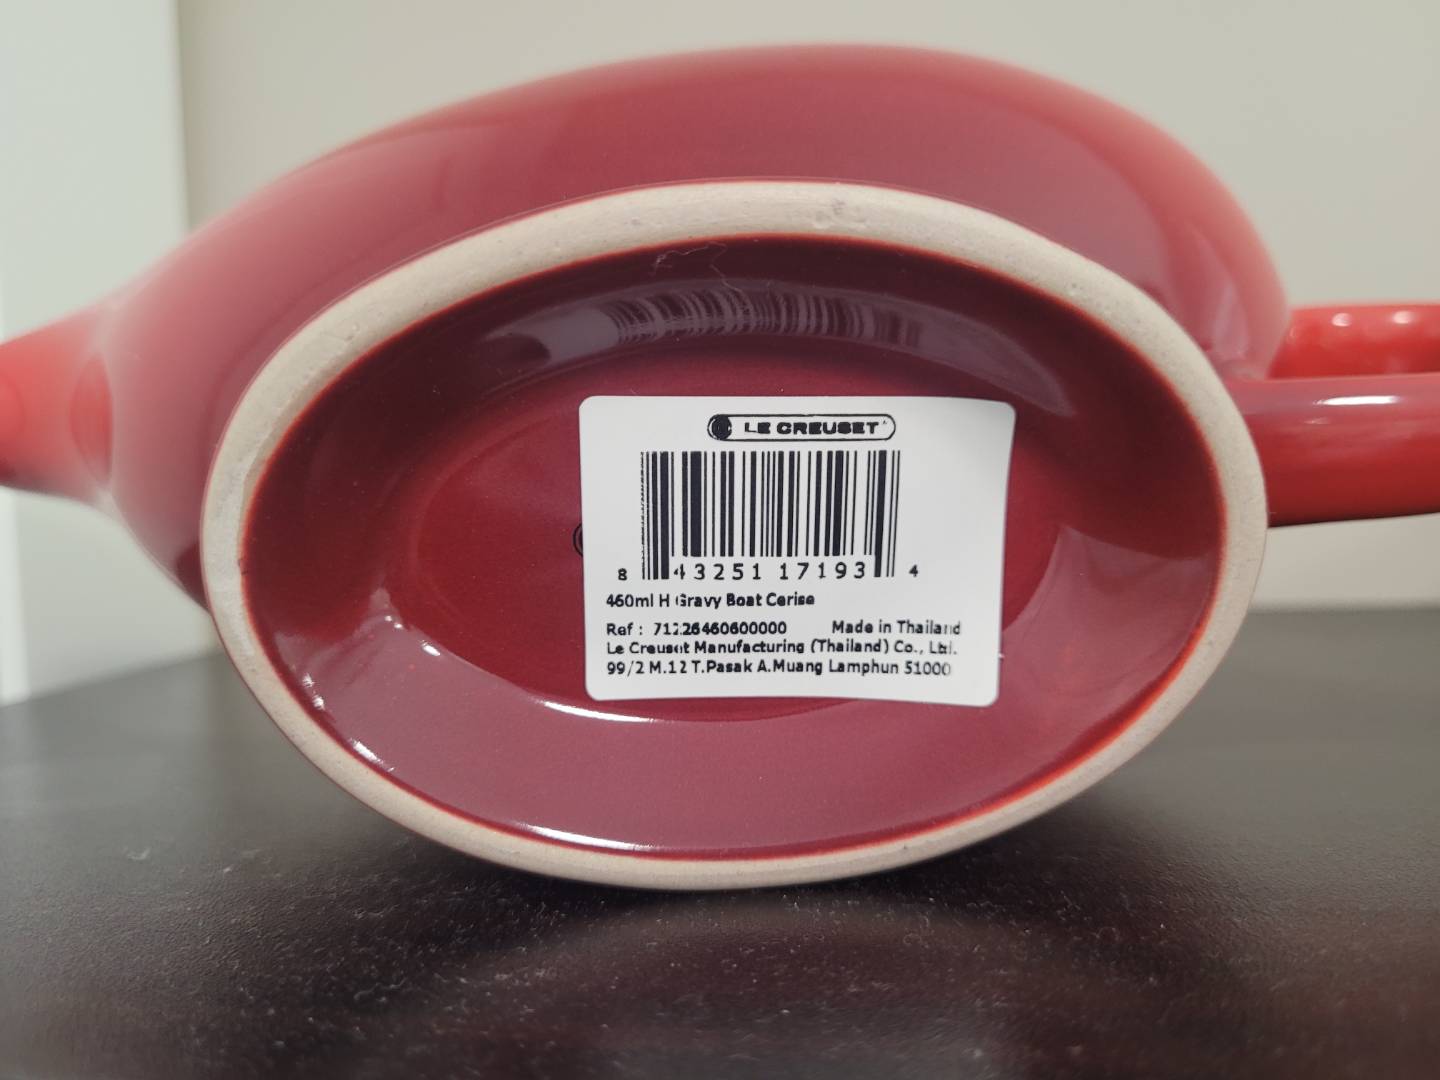 LE CREUSET
8 43251 17193 4
460ml H Gravy Boat Cerise
Ref : 71226460600000 Made in Thailand
Le Creuset Manufacturing (Thailand) Co., Ltd.
99/2 M.12 T.Pasak A.Muang Lamphun 51000